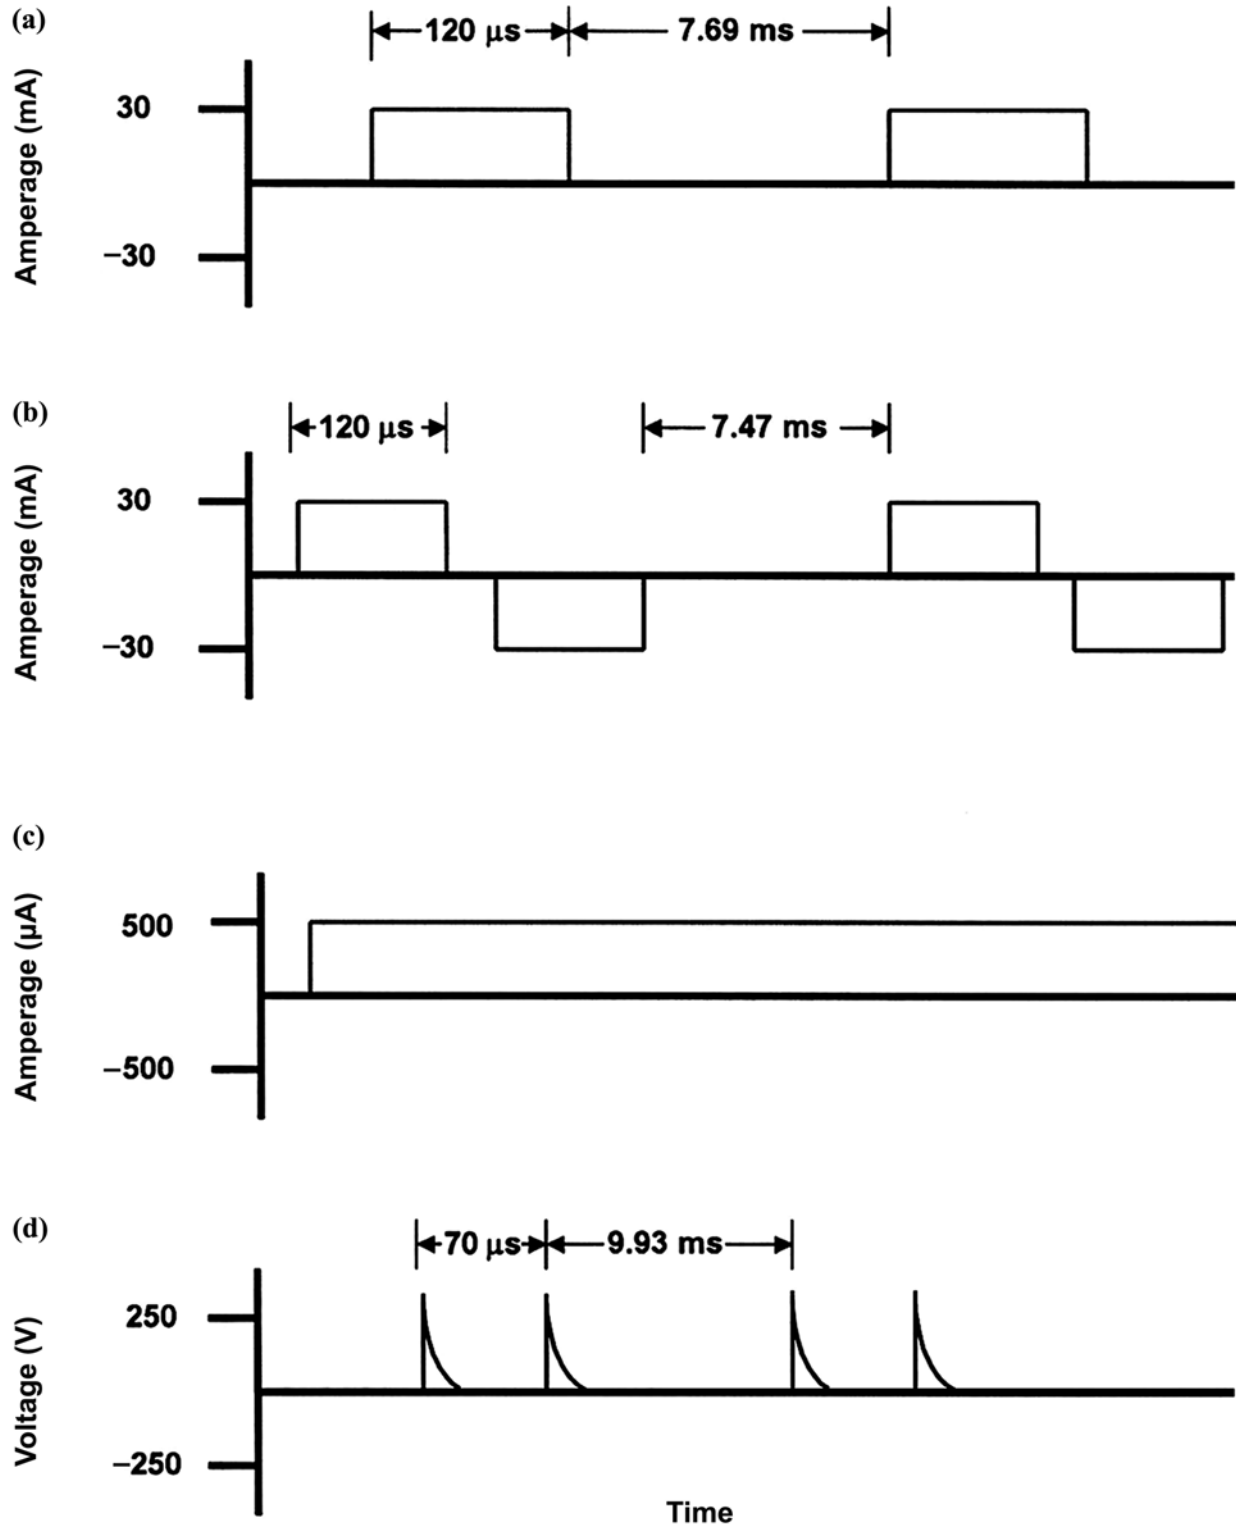 (a)
120 μs
7.69 ms
Amperage (mA)
30
−30
(b)
120 μs
7.47 ms
Amperage (mA)
30
−30
(c)
Amperage (μA)
500
−500
(d)
70 μs
9.93 ms
Voltage (V)
250
−250
Time